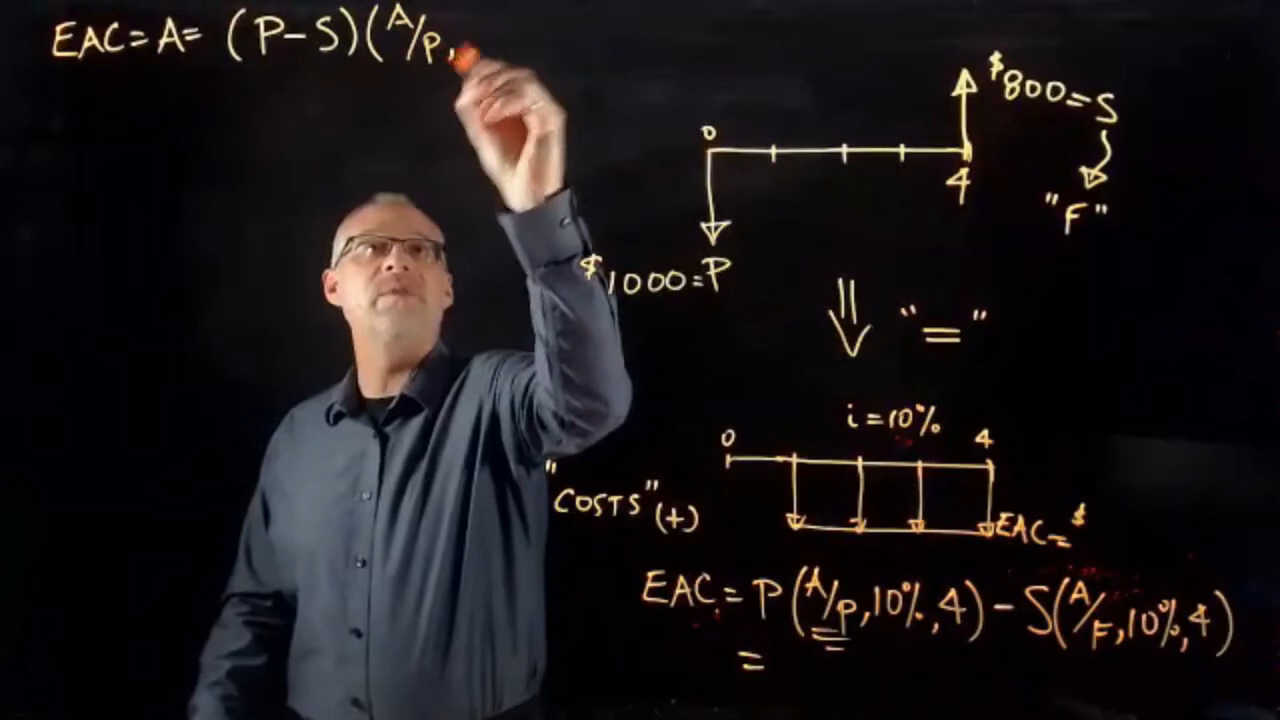 EAC = A = (P-S)(A/P,
0
$800 = S
4
"F"
$1000 = P
"="
i = 10%
0
4
"COSTS" (+)
EAC = $
EAC = P(A/P, 10%, 4) - S(A/F, 10%, 4)
=